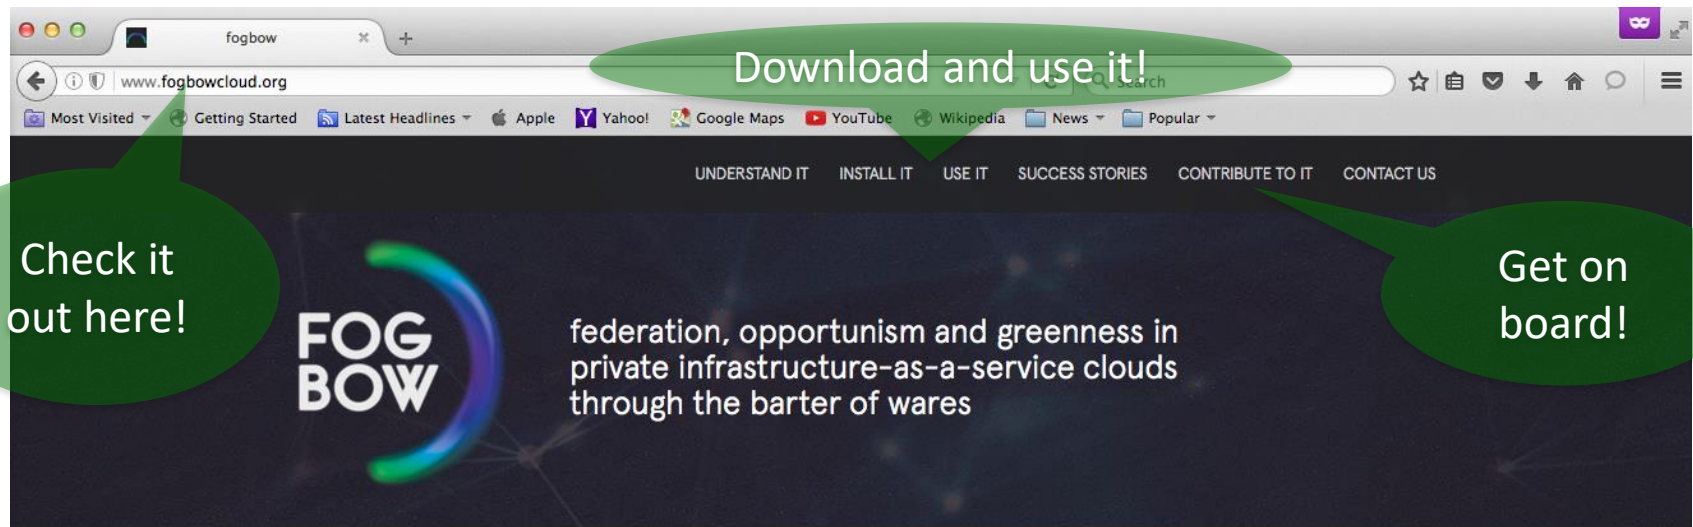 fogbow
Download and use it!
www.fogbowcloud.org
Search
Most Visited Getting Started Latest Headlines Apple Yahoo! Google Maps YouTube Wikipedia News Popular
UNDERSTAND IT INSTALL IT USE IT SUCCESS STORIES CONTRIBUTE TO IT CONTACT US
Check it
out here!
Get on
board!
FOG
BOW
federation, opportunism and greenness in
private infrastructure-as-a-service clouds
through the barter of wares